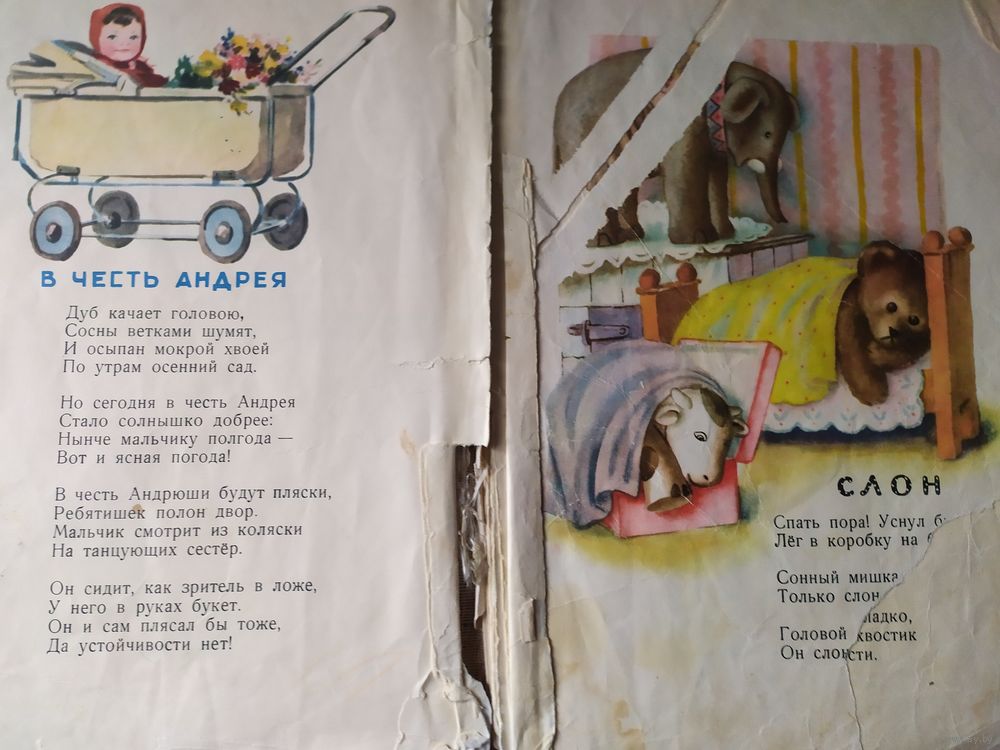 В ЧЕСТЬ АНДРЕЯ
Дуб качает головою,
Сосны ветками шумят,
И осыпан мокрой хвоей
По утрам осенний сад.
Но сегодня в честь Андрея
Стало солнышко добрее:
Нынче мальчику полгода —
Вот и ясная погода!
В честь Андрюши будут пляски,
Ребятишек полон двор.
Мальчик смотрит из коляски
На танцующих сестёр.
Он сидит, как зритель в ложе,
У него в руках букет.
Он и сам плясал бы тоже,
Да устойчивости нет!
СЛОН
Спать пора! Уснул
Лёг в коробку на
Сонный мишка
Только слон
Головой
Он